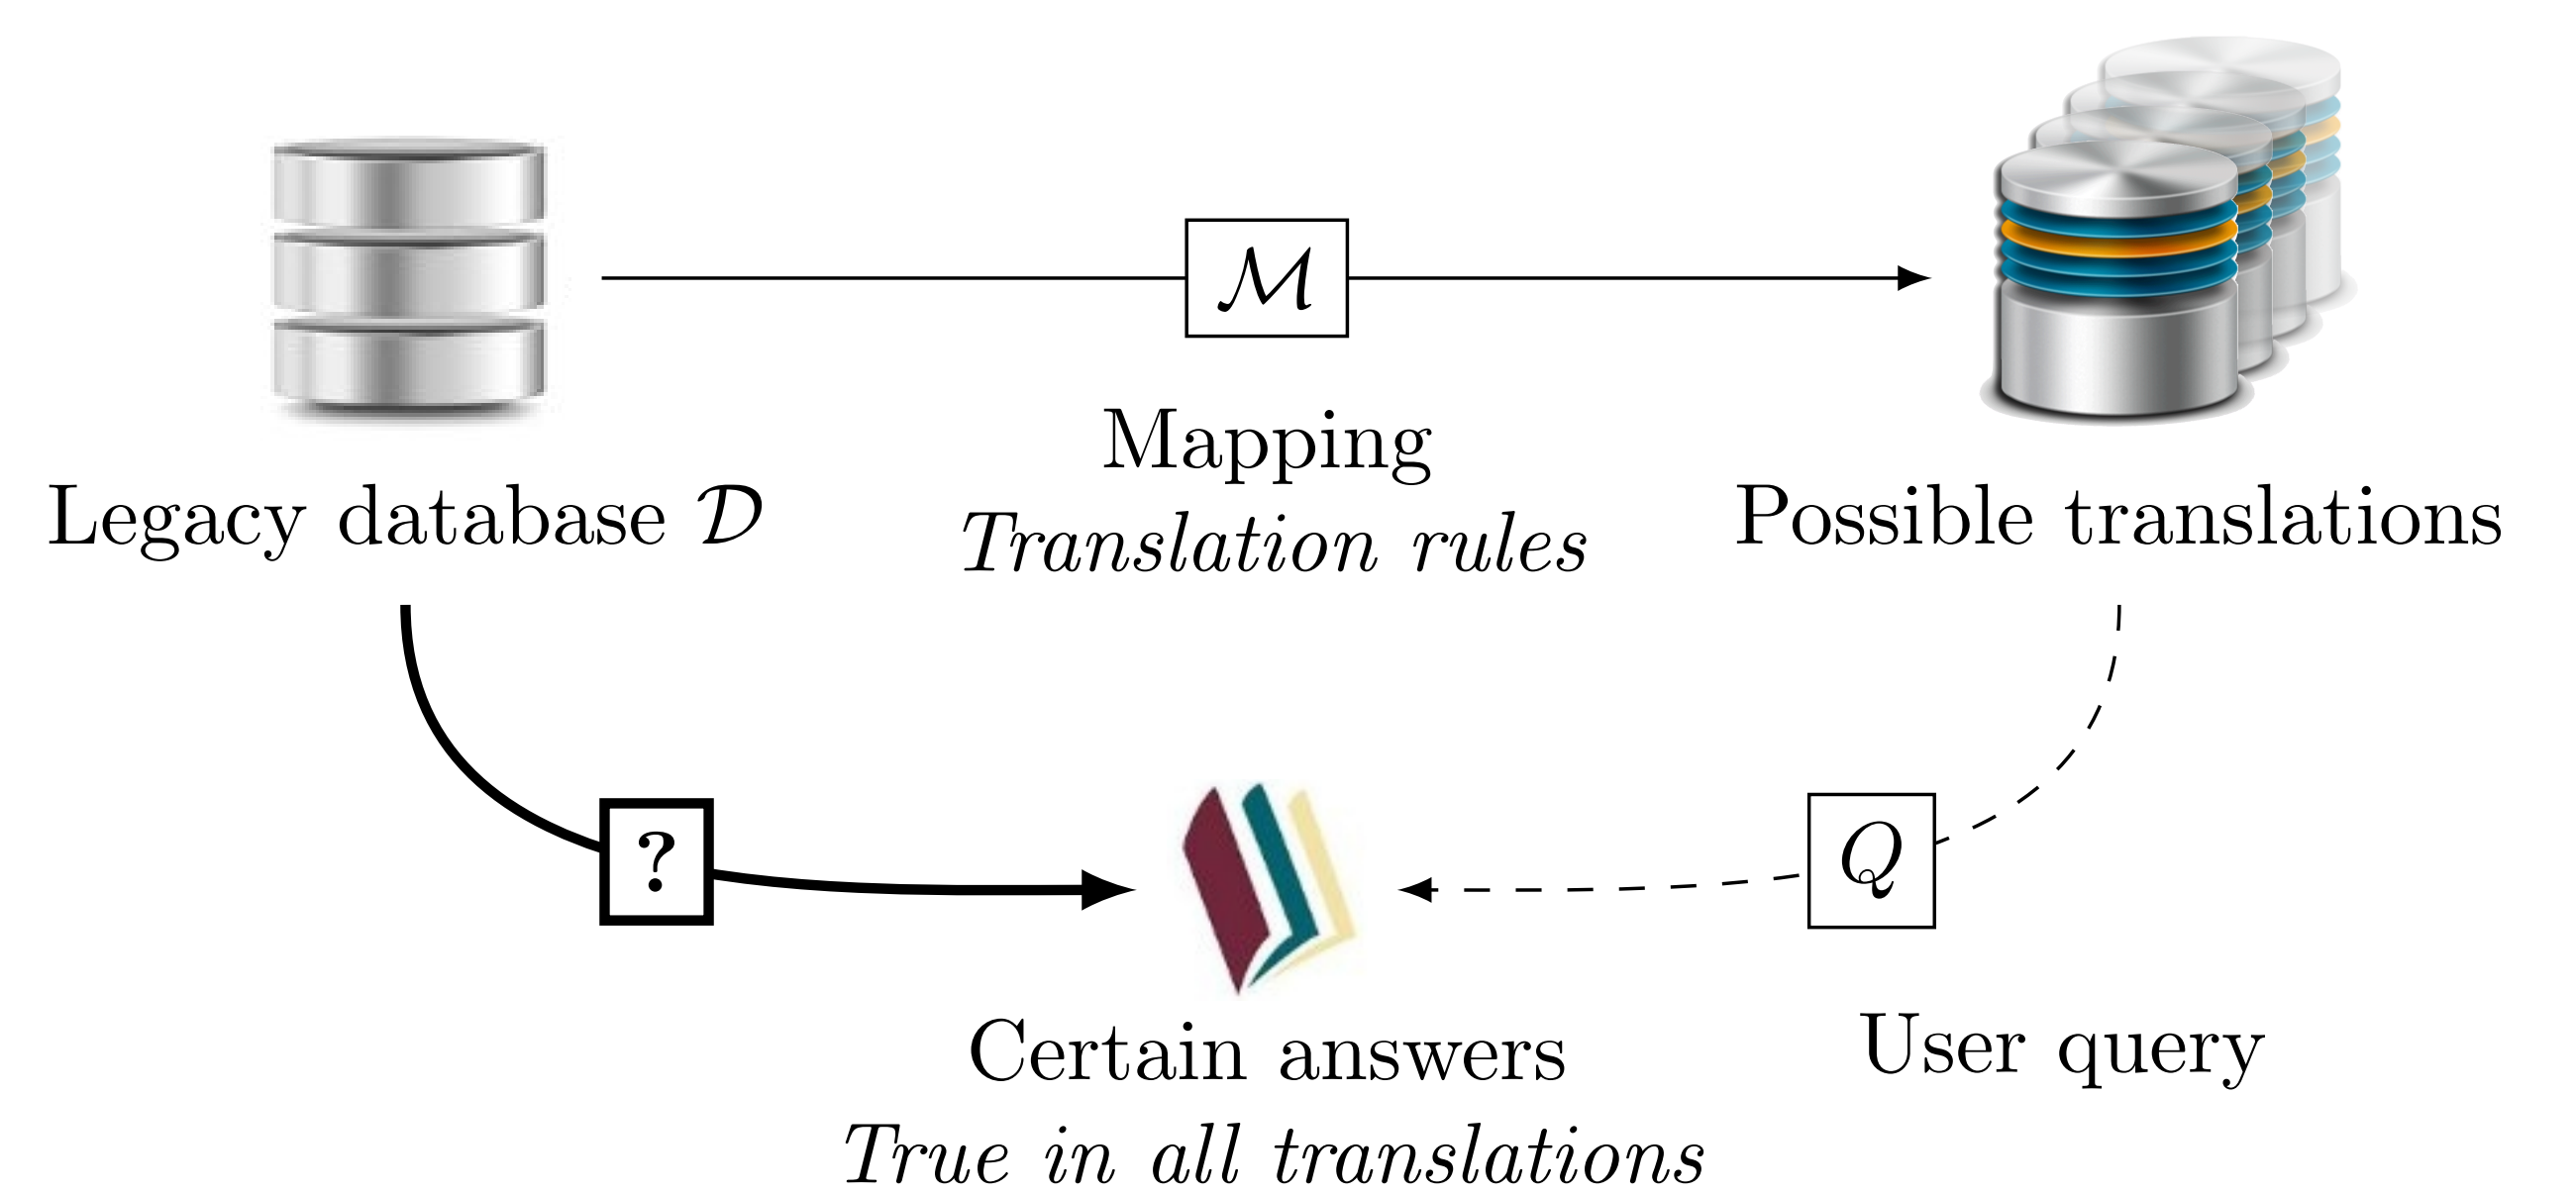 ℳ
Mapping
Translation rules
Legacy database 𝒟
Possible translations
?
Q
Certain answers
True in all translations
User query